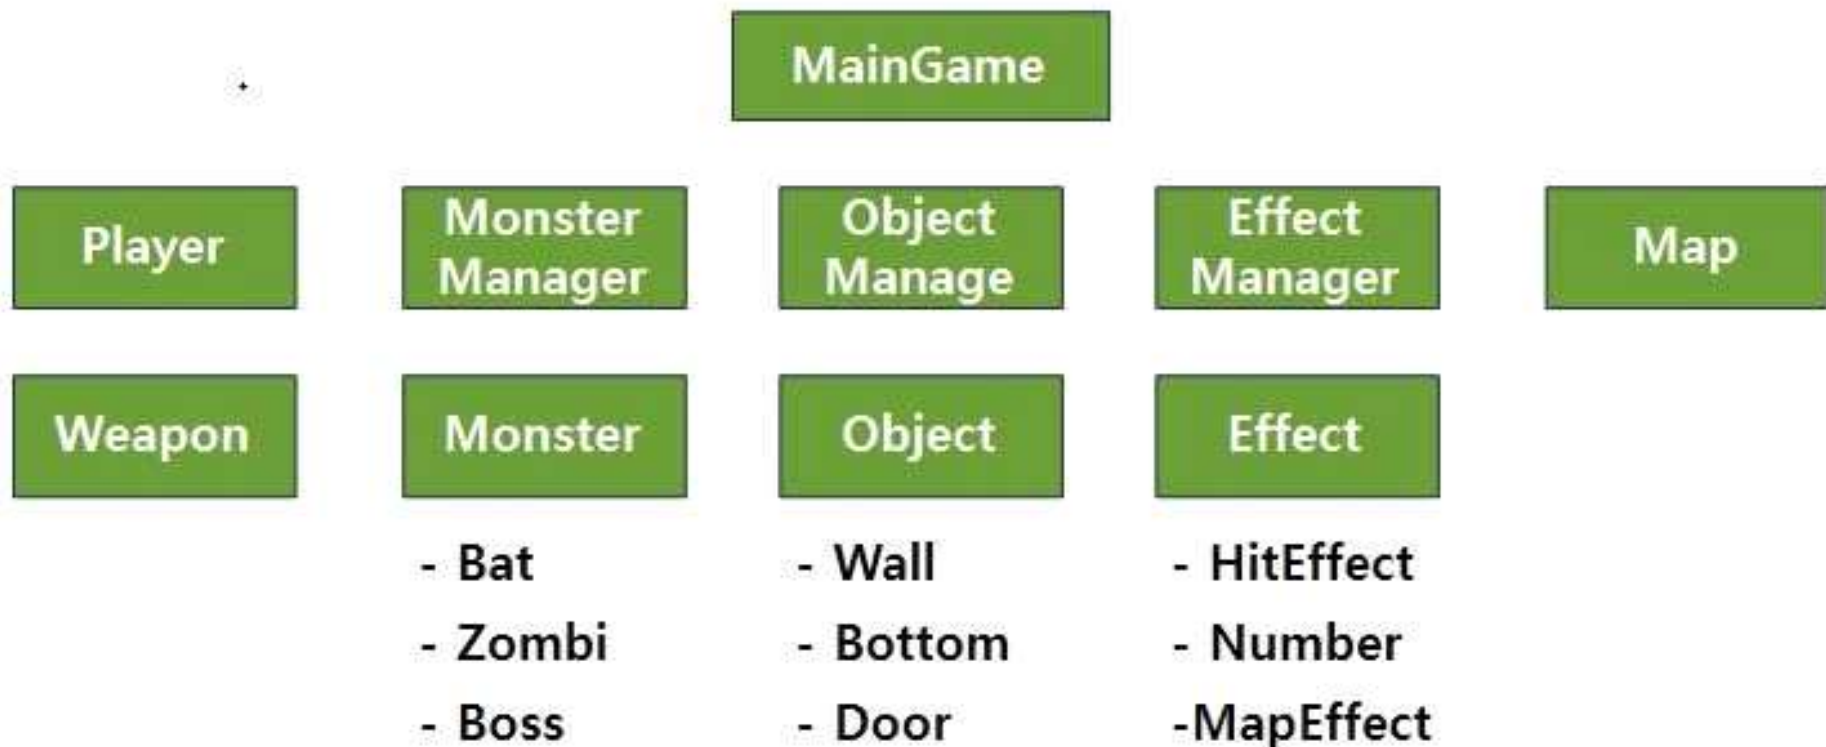 MainGame
Player
Monster
Manager
Object
Manage
Effect
Manager
Map
Weapon
Monster
Object
Effect
- Bat
- Zombi
- Boss
- Wall
- Bottom
- Door
- HitEffect
- Number
-MapEffect